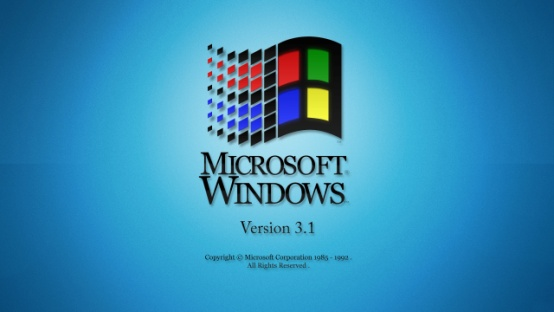 MICROSOFT
WINDOWS
Version 3.1
Copyright © Microsoft Corporation 1985 - 1992.
All Rights Reserved.